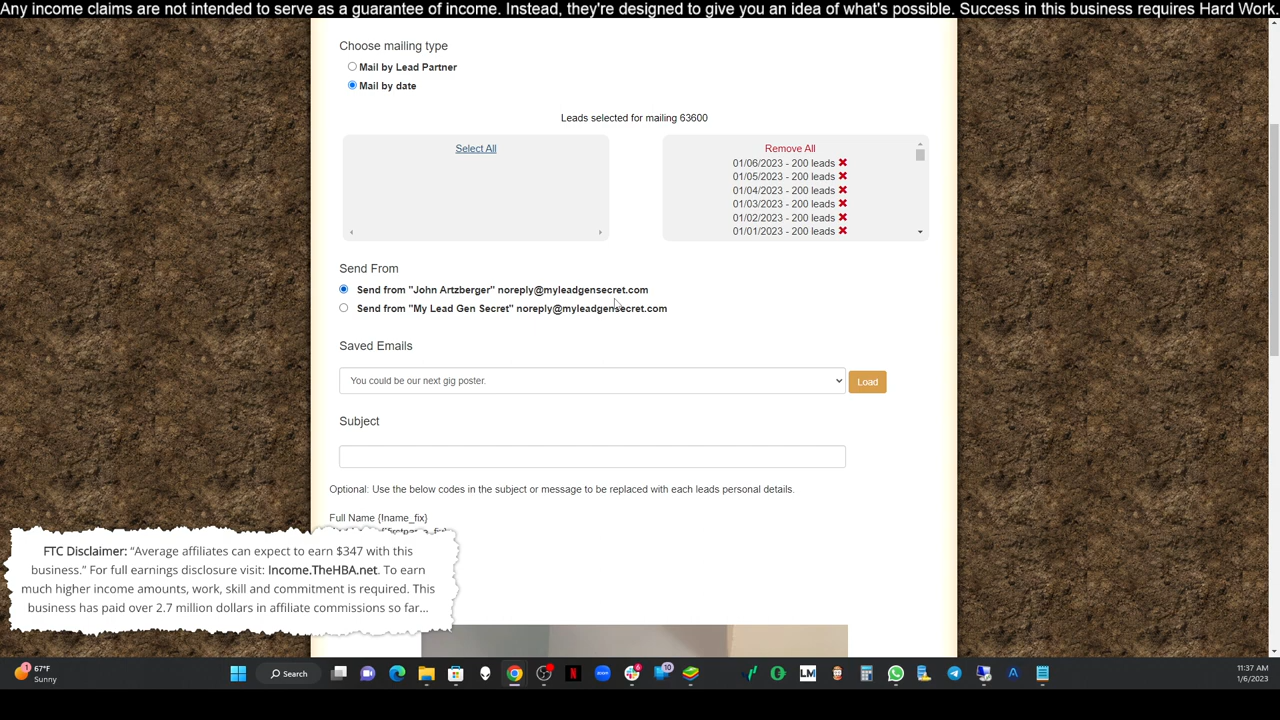 Any income claims are not intended to serve as a guarantee of income. Instead, they're designed to give you an idea of what's possible. Success in this business requires Hard Work.
Choose mailing type
Mail by Lead Partner
Mail by date
Leads selected for mailing 63600
Select All
Remove All
01/06/2023 - 200 leads
01/05/2023 - 200 leads
01/04/2023 - 200 leads
01/03/2023 - 200 leads
01/02/2023 - 200 leads
01/01/2023 - 200 leads
Send From
Send from "John Artzberger" noreply@myleadgensecret.com
Send from "My Lead Gen Secret" noreply@myleadgensecret.com
Saved Emails
You could be our next gig poster.
Load
Subject
Optional: Use the below codes in the subject or message to be replaced with each leads personal details.
Full Name {!name_fix}
FTC Disclaimer: “Average affiliates can expect to earn $347 with this
business.” For full earnings disclosure visit: Income.TheHBA.net. To earn
much higher income amounts, work, skill and commitment is required. This
business has paid over 2.7 million dollars in affiliate commissions so far...
67°F
Sunny
Search
11:37 AM
1/6/2023